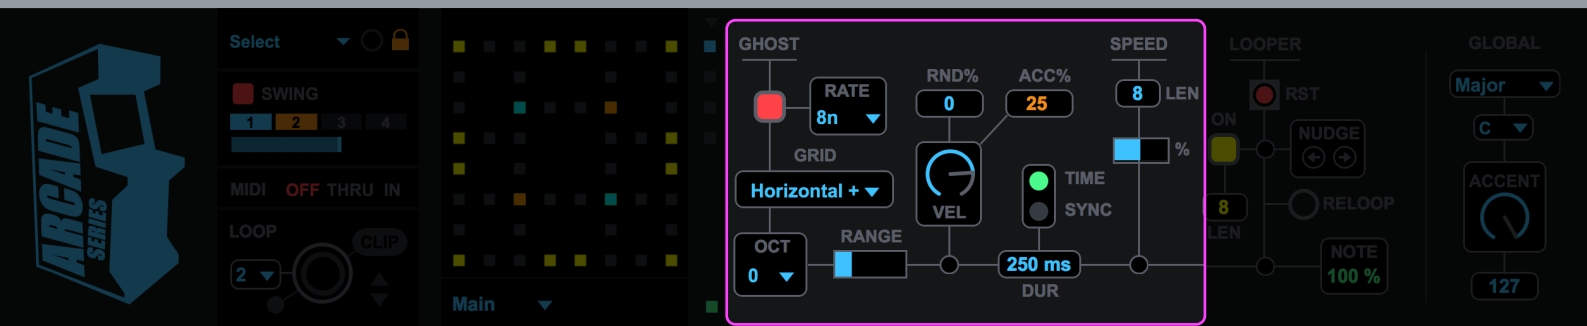 ARCADE
SERIES
Select
SWING
1 2 3 4
MIDI OFF THRU IN
LOOP
CLIP
2
Main
GHOST
RATE
8n
GRID
Horizontal +
OCT
0
RANGE
RND%
0
ACC%
25
VEL
TIME
SYNC
250 ms
DUR
SPEED
8 LEN
%
LOOPER
RST
ON
NUDGE
RELOOP
8
LEN
NOTE
100 %
GLOBAL
Major
C
ACCENT
127